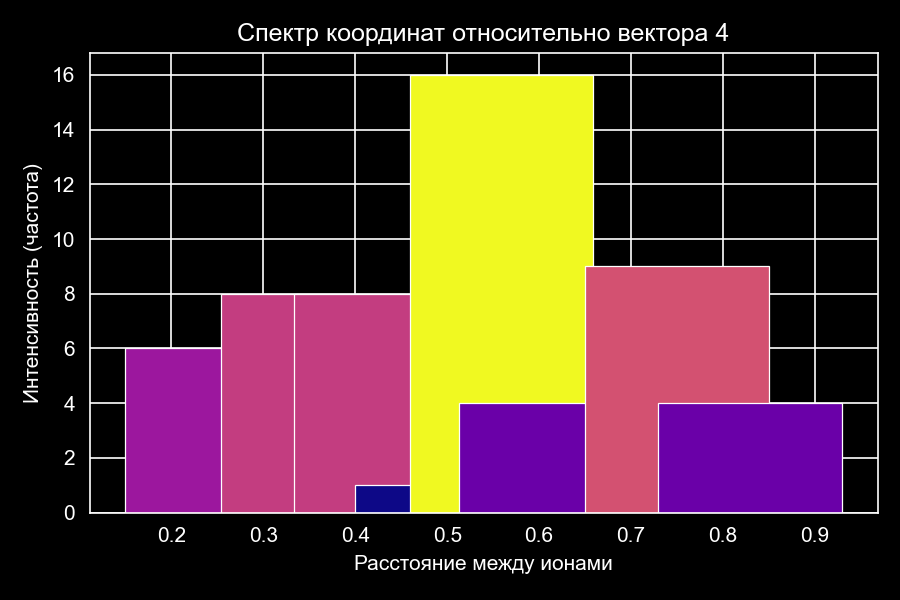 Спектр координат относительно вектора 4
Интенсивность (частота)
16
14
12
10
8
6
4
2
0
0.2 0.3 0.4 0.5 0.6 0.7 0.8 0.9
Расстояние между ионами